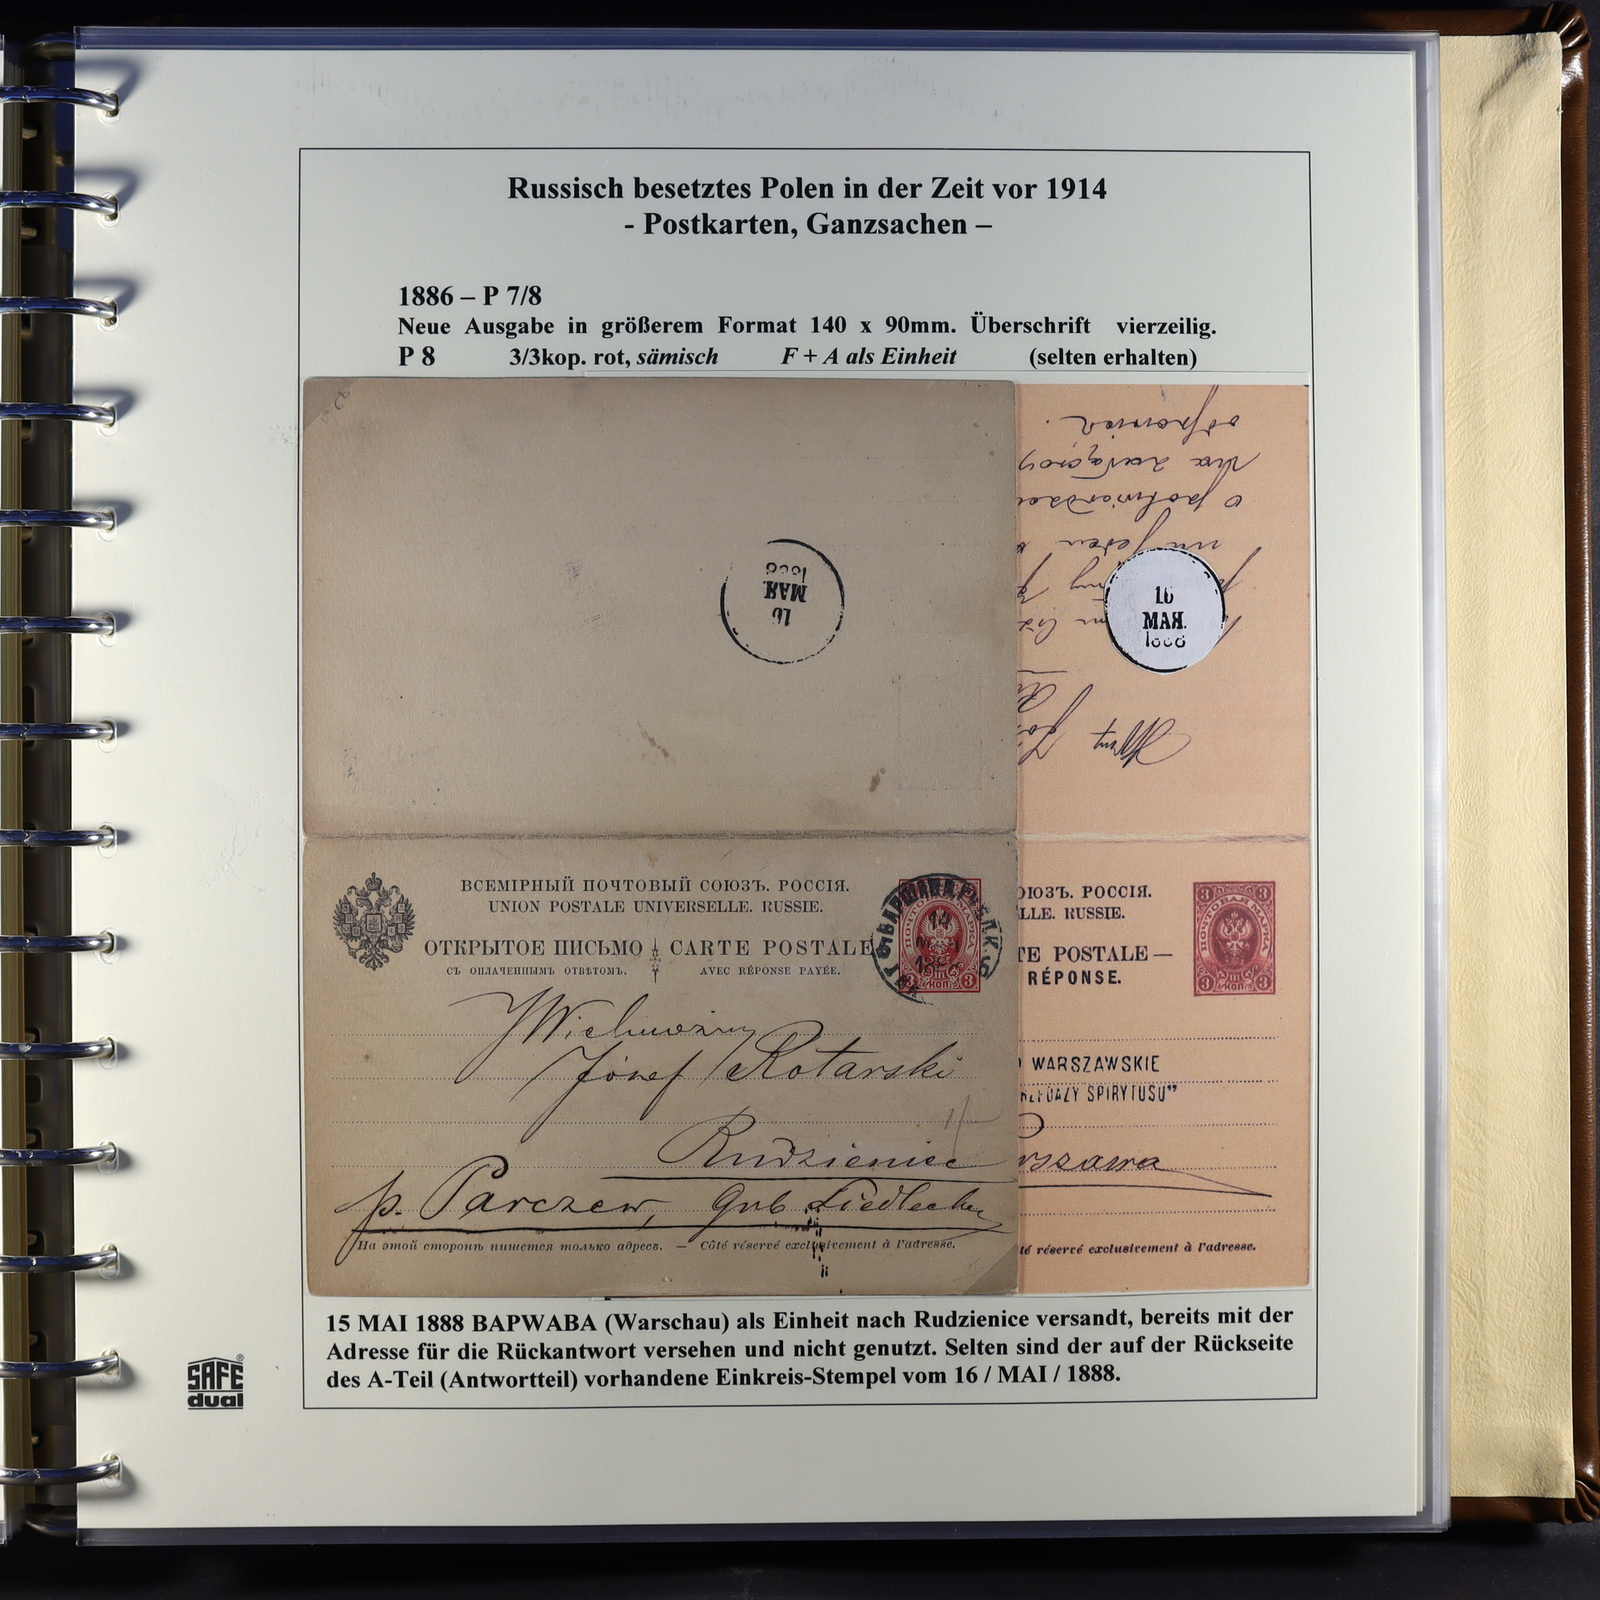 Russisch besetztes Polen in der Zeit vor 1914
- Postkarten, Ganzsachen –
1886 – P 7/8
Neue Ausgabe in größerem Format 140 x 90mm. Überschrift vierzeilig.
P 8 3/3kop. rot, sämisch F + A als Einheit (selten erhalten)
16
МАЯ.
1888
16
МАЯ.
1888
ВСЕМІРНЫЙ ПОЧТОВЫЙ СОЮЗЪ. РОССІЯ.
UNION POSTALE UNIVERSELLE. RUSSIE.
ОТКРЫТОЕ ПИСЬМО CARTE POSTALE
СЪ ОПЛАЧЕННЫМЪ ОТВѢТОМЪ. AVEC RÉPONSE PAYÉE.
ОЮЗЪ. РОССІЯ.
LLE. RUSSIE.
TE POSTALE —
RÉPONSE.
Józef Rotarski
Rudzieniec
p. Parczew, Gub. Siedlecka
На этой сторонѣ пишется только адресъ. — Côté réservé exclusivement à l'adresse.
WARSZAWSKIE
SPIRYTUSU"
rszawa
té réservé exclusivement à l'adresse.
15 MAI 1888 BAPWABA (Warschau) als Einheit nach Rudzienice versandt, bereits mit der
Adresse für die Rückantwort versehen und nicht genutzt. Selten sind der auf der Rückseite
des A-Teil (Antwortteil) vorhandene Einkreis-Stempel vom 16 / MAI / 1888.
SAFE®
dual